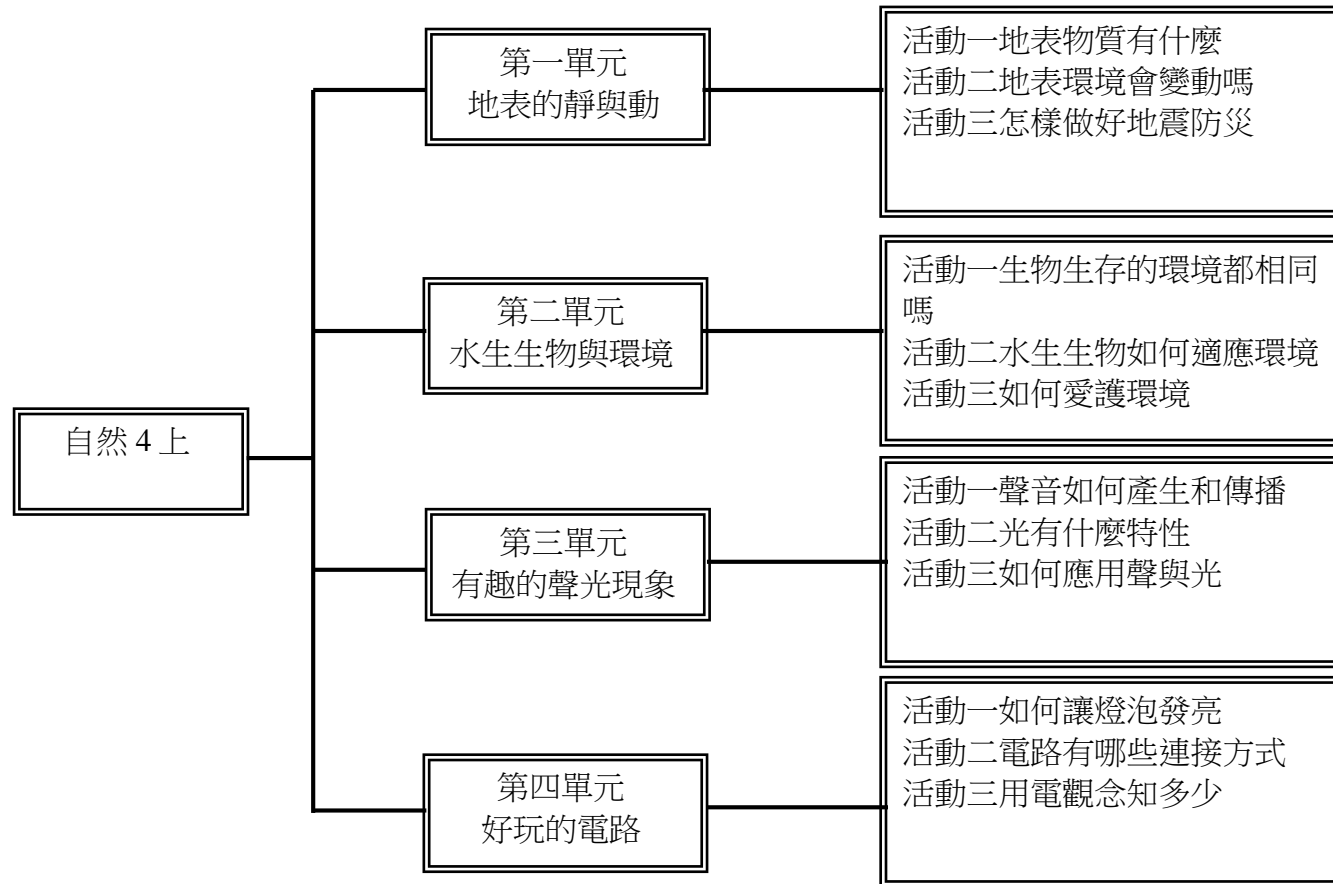 自然 4 上
第一單元
地表的靜與動
活動一地表物質有什麼
活動二地表環境會變動嗎
活動三怎樣做好地震防災
第二單元
水生生物與環境
活動一生物生存的環境都相同
嗎
活動二水生生物如何適應環境
活動三如何愛護環境
第三單元
有趣的聲光現象
活動一聲音如何產生和傳播
活動二光有什麼特性
活動三如何應用聲與光
第四單元
好玩的電路
活動一如何讓燈泡發亮
活動二電路有哪些連接方式
活動三用電觀念知多少